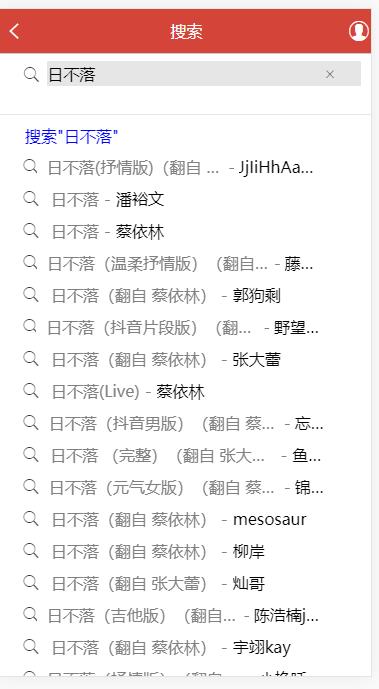 搜索
日不落
搜索"日不落"
日不落(抒情版)（翻自 ... - JjIiHhAa...
日不落 - 潘裕文
日不落 - 蔡依林
日不落（温柔抒情版）（翻自... - 藤...
日不落（翻自 蔡依林） - 郭狗剩
日不落（抖音片段版）（翻... - 野望...
日不落（翻自 蔡依林） - 张大蕾
日不落(Live) - 蔡依林
日不落（抖音男版）（翻自 蔡... - 忘...
日不落 （完整）（翻自 张大... - 鱼...
日不落（元气女版）（翻自 蔡... - 锦...
日不落（翻自 蔡依林） - mesosaur
日不落（翻自 蔡依林） - 柳岸
日不落（翻自 张大蕾） - 灿哥
日不落（吉他版）（翻自... - 陈浩楠j...
日不落（翻自 蔡依林） - 宇翊kay